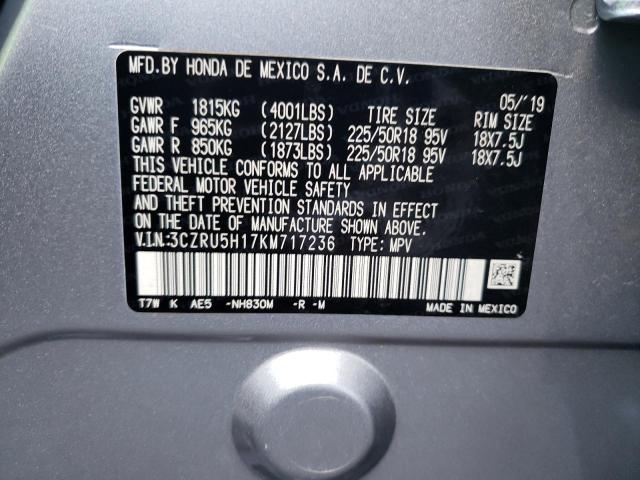 MFD.BY HONDA DE MEXICO S.A. DE C.V.
05/'19
GVWR 1815KG (4001LBS) TIRE SIZE RIM SIZE
GAWR F 965KG (2127LBS) 225/50R18 95V 18X7.5J
GAWR R 850KG (1873LBS) 225/50R18 95V 18X7.5J
THIS VEHICLE CONFORMS TO ALL APPLICABLE
FEDERAL MOTOR VEHICLE SAFETY
AND THEFT PREVENTION STANDARDS IN EFFECT
ON THE DATE OF MANUFACTURE SHOWN ABOVE.
V.I.N.:3CZRU5H17KM717236 TYPE: MPV
T7W K AE5 -NH830M -R -M
MADE IN MEXICO